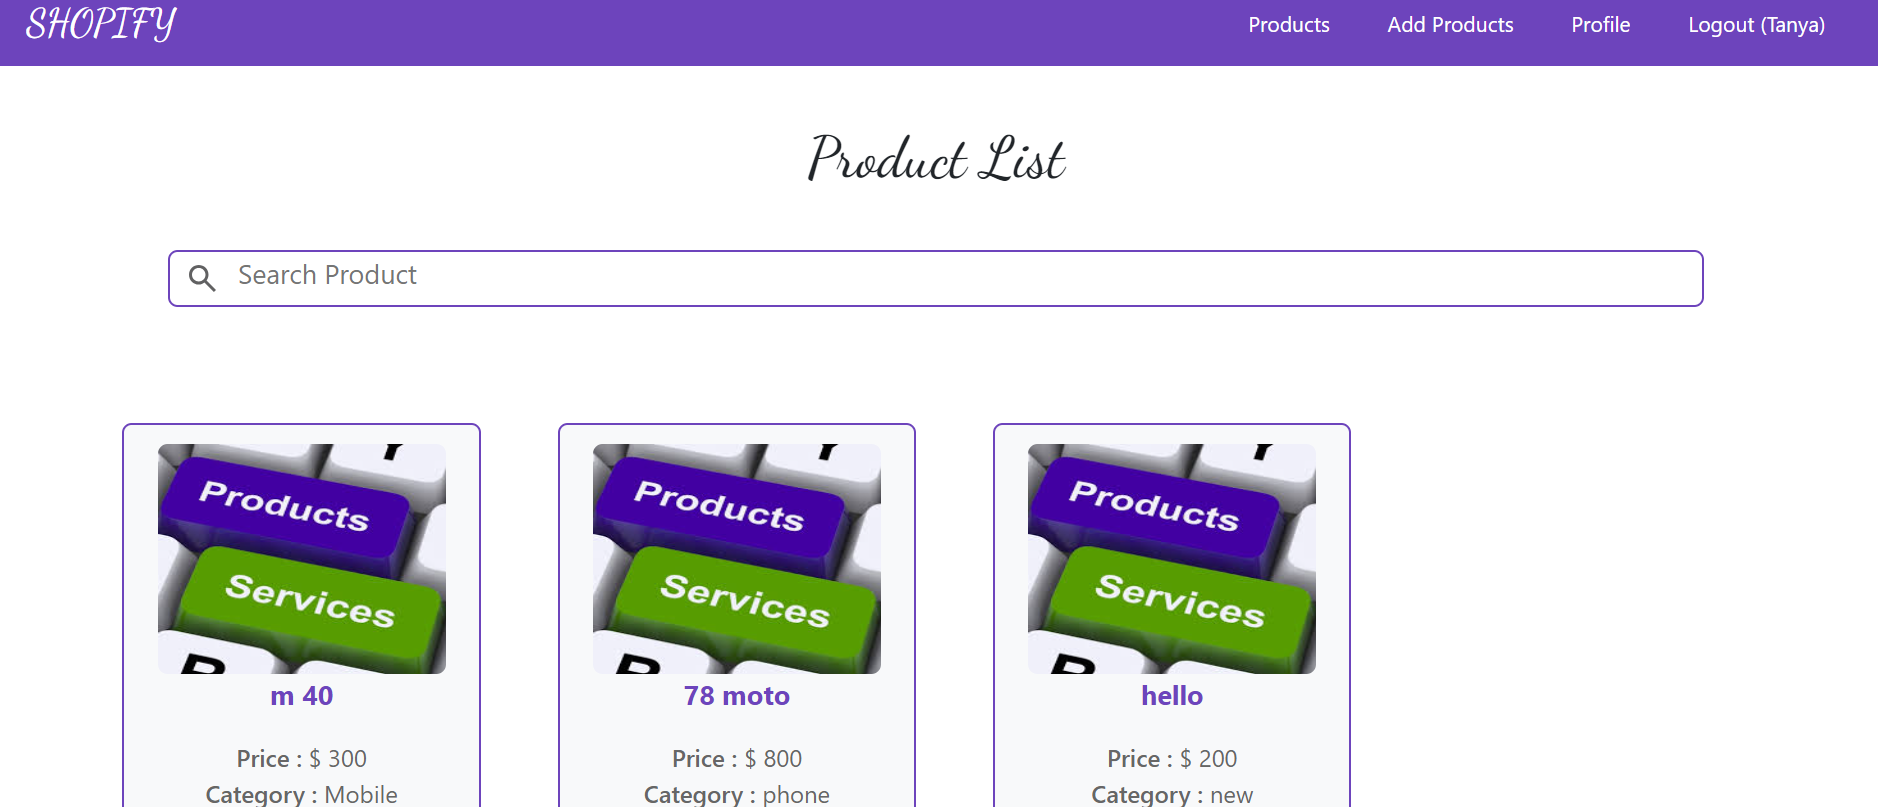 SHOPIFY
Products
Add Products
Profile
Logout (Tanya)
Product List
Search Product
Y
Products
Services
B
m 40
Price : $ 300
Category : Mobile
Y
Products
Services
B
78 moto
Price : $ 800
Category : phone
Y
Products
Services
B
hello
Price : $ 200
Category : new